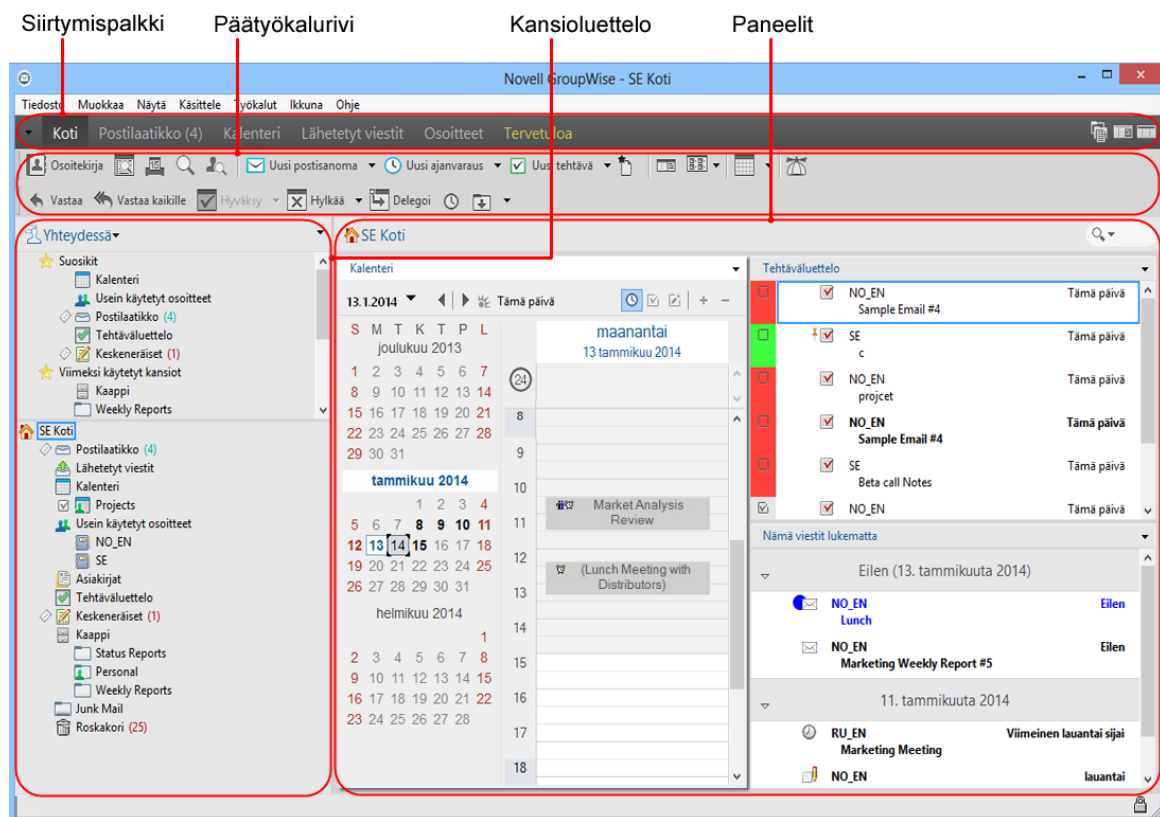 Siirtymispalkki Päätyökalurivi Kansioluettelo Paneelit
Novell GroupWise - SE Koti
Tiedosto Muokkaa Näytä Käsittele Työkalut Ikkuna Ohje
Koti Postilaatikko (4) Kalenteri Lähetetyt viestit Osoitteet Tervetuloa
Osoitekirja Uusi postisanoma Uusi ajanvaraus Uusi tehtävä
Vastaa Vastaa kaikille Hyväksy Hylkää Delegoi
Yhteydessä
Suosikit
Kalenteri
Usein käytetyt osoitteet
Postilaatikko (4)
Tehtäväluettelo
Keskeneräiset (1)
Viimeksi käytetyt kansiot
Kaappi
Weekly Reports
SE Koti
Postilaatikko (4)
Lähetetyt viestit
Kalenteri
Projects
Usein käytetyt osoitteet
NO_EN
SE
Asiakirjat
Tehtäväluettelo
Keskeneräiset (1)
Kaappi
Status Reports
Personal
Weekly Reports
Junk Mail
Roskakori (25)
SE Koti
Kalenteri
13.1.2014 Tämä päivä
S M T K T P L
joulukuu 2013
1 2 3 4 5 6 7
8 9 10 11 12 13 14
15 16 17 18 19 20 21
22 23 24 25 26 27 28
29 30 31
tammikuu 2014
1 2 3 4
5 6 7 8 9 10 11
12 13 14 15 16 17 18
19 20 21 22 23 24 25
26 27 28 29 30 31
helmikuu 2014
1
2 3 4 5 6 7 8
9 10 11 12 13 14 15
16 17 18 19 20 21 22
23 24 25 26 27 28
maanantai
13 tammikuu 2014
24
8
9
10
Market Analysis
11 Review
12
(Lunch Meeting with
Distributors)
13
14
15
16
17
18
Tehtäväluettelo
NO_EN Tämä päivä
Sample Email #4
SE Tämä päivä
c
NO_EN Tämä päivä
projcet
NO_EN Tämä päivä
Sample Email #4
SE Tämä päivä
Beta call Notes
NO_EN Tämä päivä
Nämä viestit lukematta
Eilen (13. tammikuuta 2014)
NO_EN Eilen
Lunch
NO_EN Eilen
Marketing Weekly Report #5
11. tammikuuta 2014
RU_EN Viimeinen lauantai sijai
Marketing Meeting
NO_EN lauantai